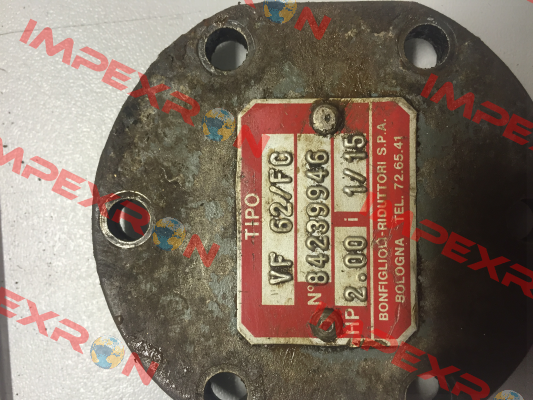 TIPO
VF 62/FC
N° 84239946
HP 2.00 i 1/15
BONFIGLIOLI-RIDUTTORI S.P.A.
BOLOGNA TEL. 72.65.41
IMPEXRON
IMPEXRON
IMPEXRON
IMPEXRON
IMPEXRON